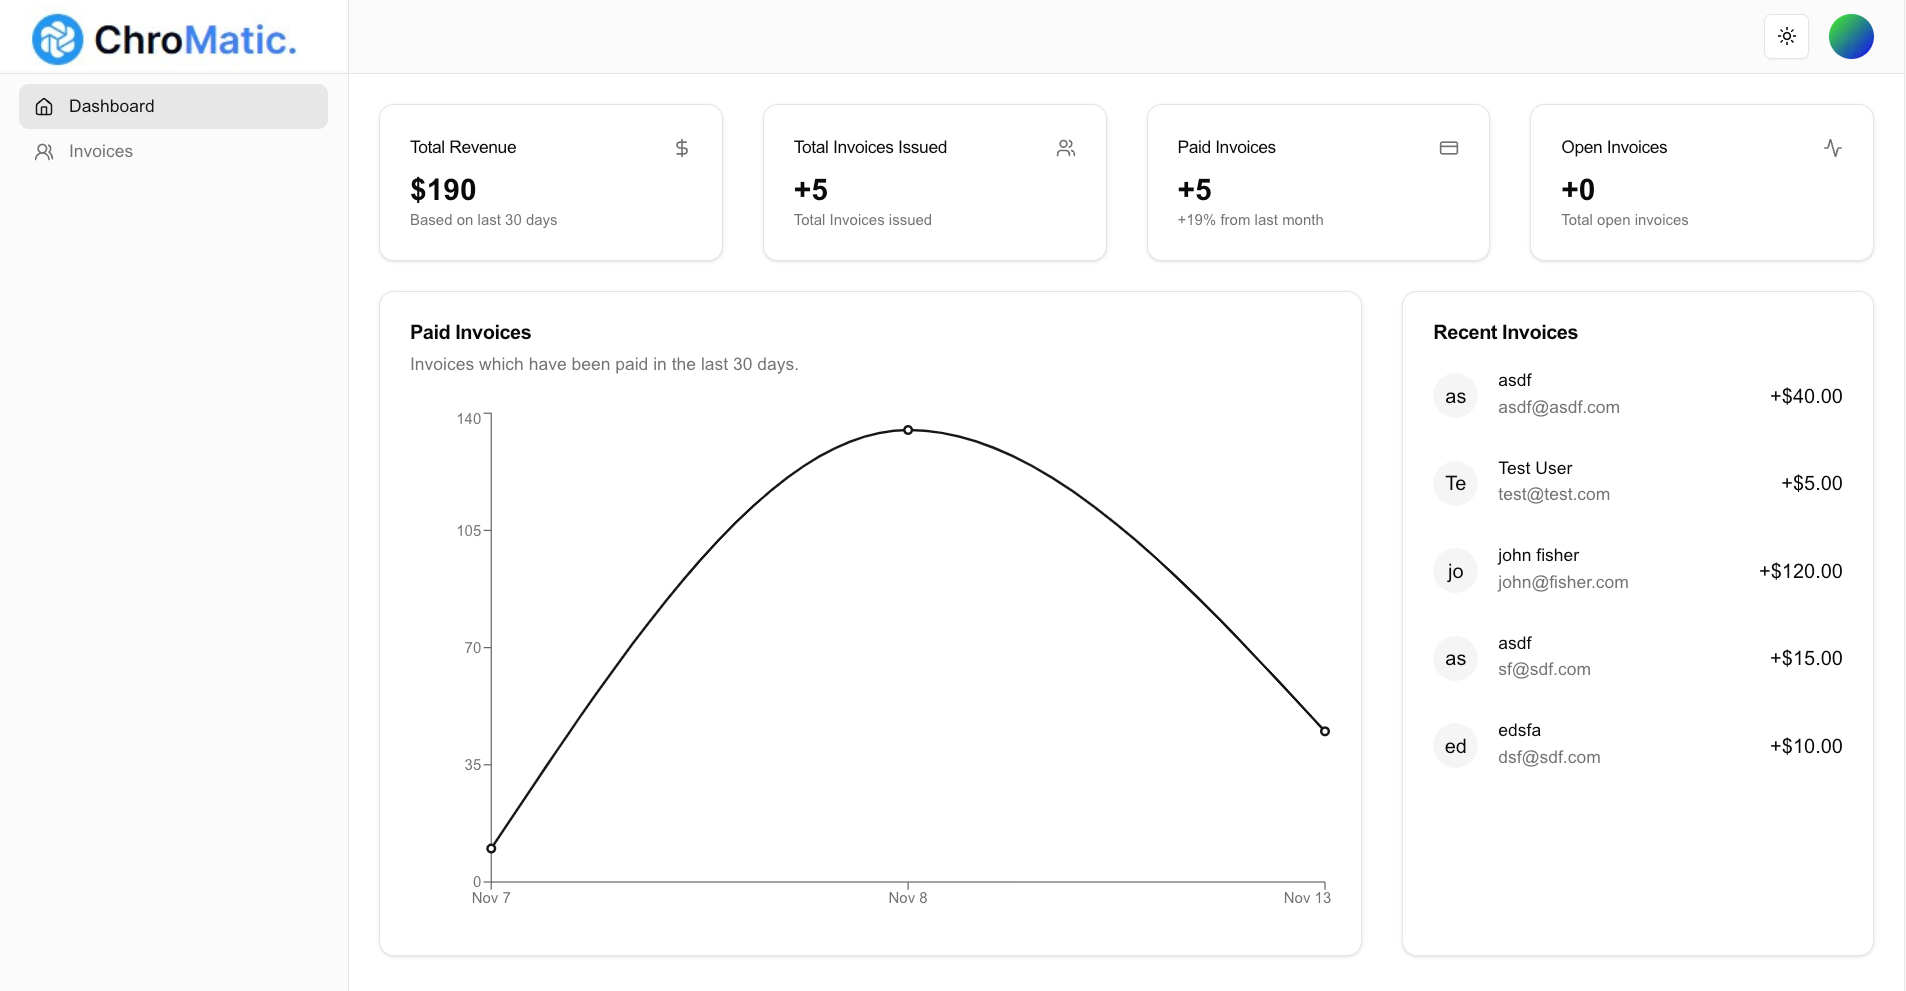 ChroMatic.
Dashboard
Invoices
Total Revenue
$190
Based on last 30 days
Total Invoices Issued
+5
Total Invoices issued
Paid Invoices
+5
+19% from last month
Open Invoices
+0
Total open invoices
Paid Invoices
Invoices which have been paid in the last 30 days.
140
105
70
35
0
Nov 7
Nov 8
Nov 13
Recent Invoices
as
asdf
asdf@asdf.com
+$40.00
Te
Test User
test@test.com
+$5.00
jo
john fisher
john@fisher.com
+$120.00
as
asdf
sf@sdf.com
+$15.00
ed
edsfa
dsf@sdf.com
+$10.00